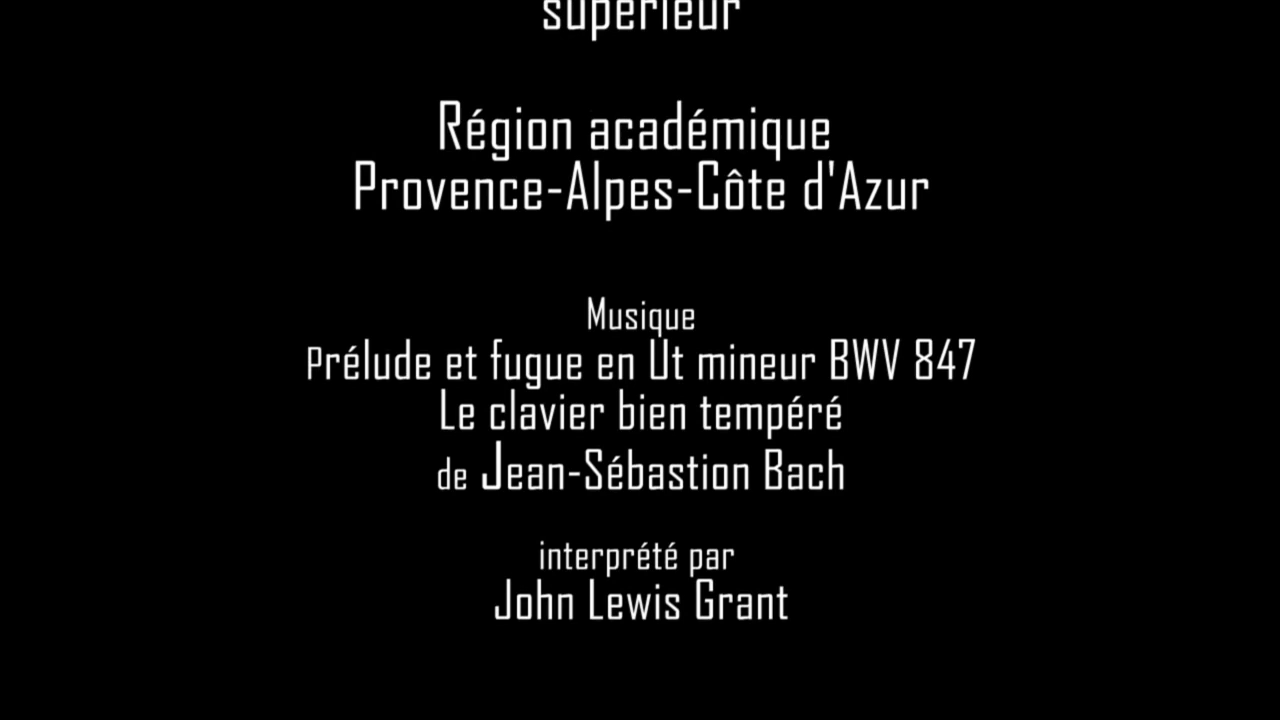 supérieur
Région académique
Provence-Alpes-Côte d'Azur
Musique
Prélude et fugue en Ut mineur BWV 847
Le clavier bien tempéré
de Jean-Sébastion Bach
interprété par
John Lewis Grant